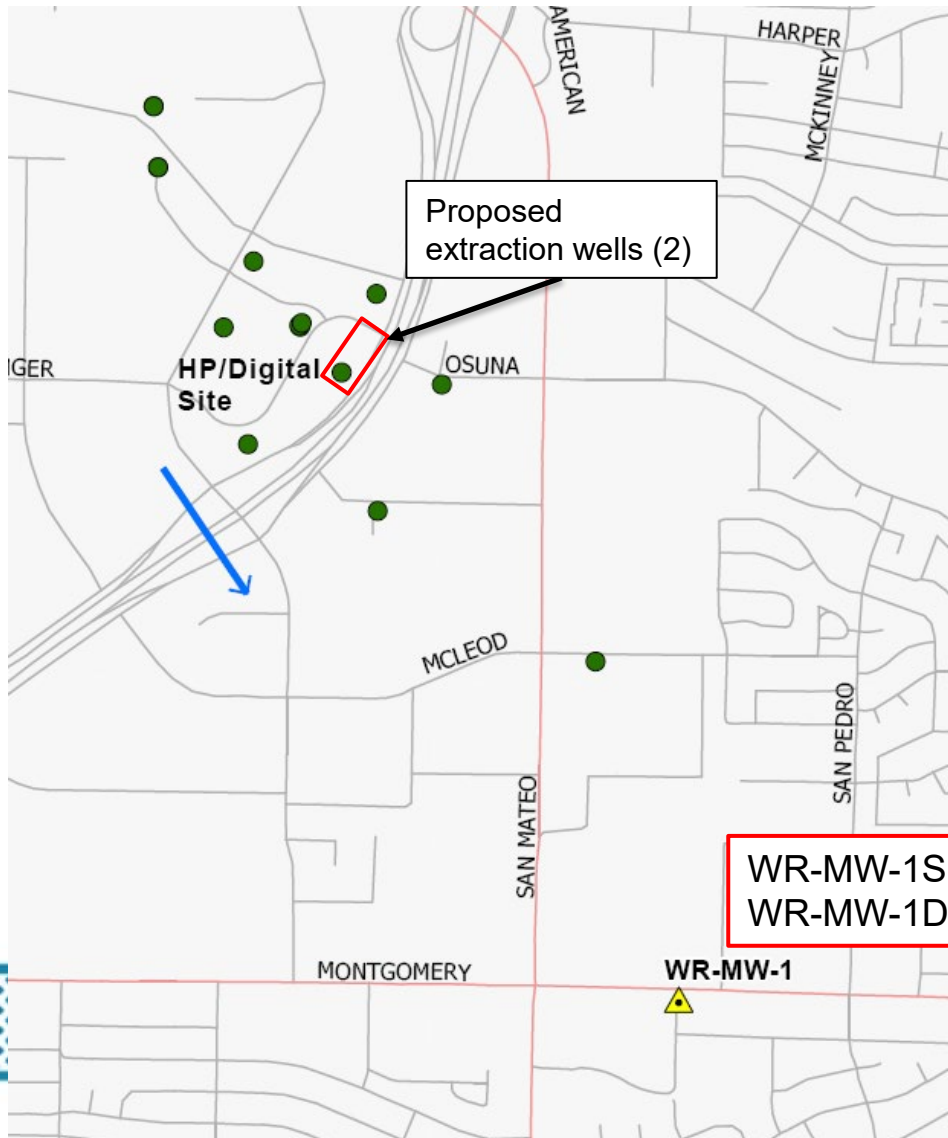 AMERICAN
HARPER
MCKINNEY
Proposed
extraction wells (2)
HP/Digital
Site
OSUNA
MCLEOD
SAN PEDRO
SAN MATEO
WR-MW-1S
WR-MW-1D
MONTGOMERY
WR-MW-1